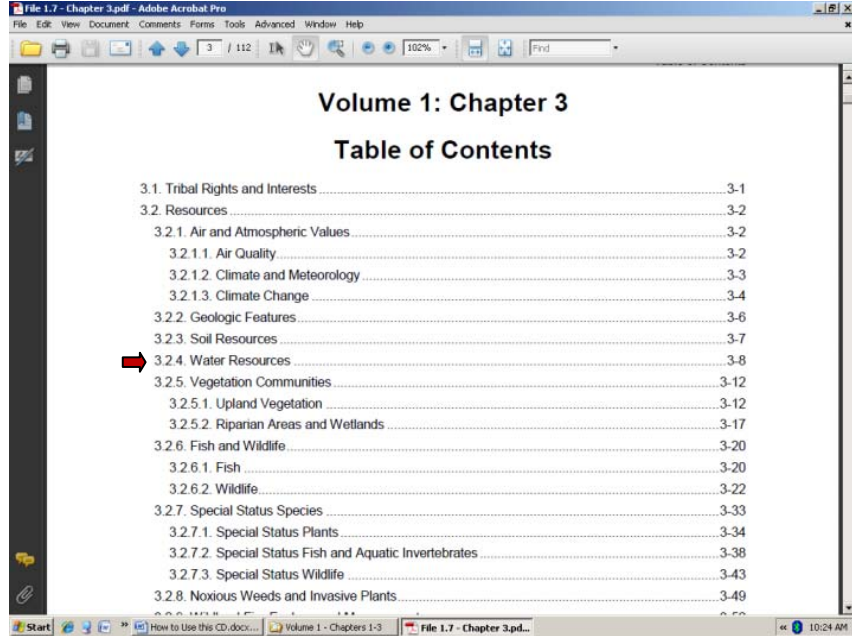 File 1.7 - Chapter 3.pdf - Adobe Acrobat Pro
File Edit View Document Comments Forms Tools Advanced Window Help
3 / 112 102% Find
Volume 1: Chapter 3
Table of Contents
3.1. Tribal Rights and Interests 3-1
3.2. Resources 3-2
3.2.1. Air and Atmospheric Values 3-2
3.2.1.1. Air Quality 3-2
3.2.1.2. Climate and Meteorology 3-3
3.2.1.3. Climate Change 3-4
3.2.2. Geologic Features 3-6
3.2.3. Soil Resources 3-7
3.2.4. Water Resources 3-8
3.2.5. Vegetation Communities 3-12
3.2.5.1. Upland Vegetation 3-12
3.2.5.2. Riparian Areas and Wetlands 3-17
3.2.6. Fish and Wildlife 3-20
3.2.6.1. Fish 3-20
3.2.6.2. Wildlife 3-22
3.2.7. Special Status Species 3-33
3.2.7.1. Special Status Plants 3-34
3.2.7.2. Special Status Fish and Aquatic Invertebrates 3-38
3.2.7.3. Special Status Wildlife 3-43
3.2.8. Noxious Weeds and Invasive Plants 3-49
Start How to Use this CD.docx... Volume 1 - Chapters 1-3 File 1.7 - Chapter 3.pd... 10:24 AM